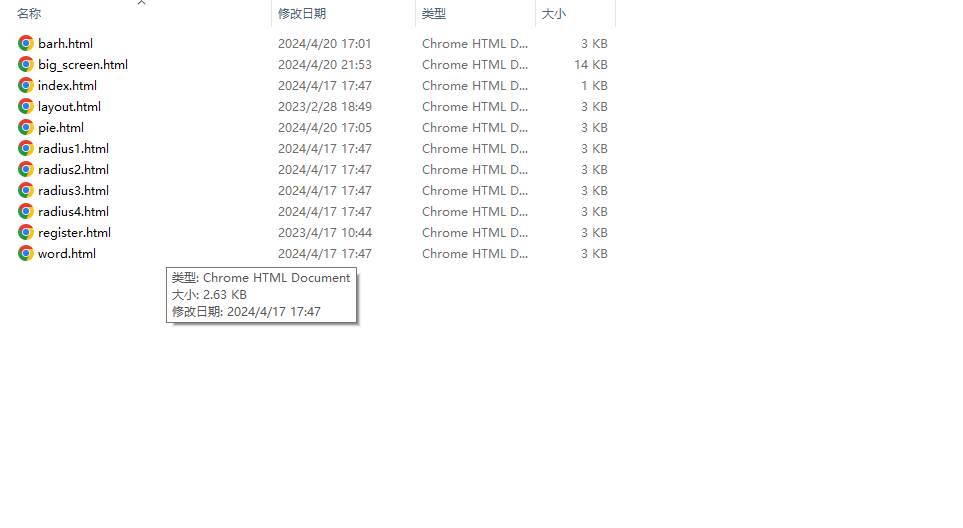 名称 修改日期 类型 大小
barh.html 2024/4/20 17:01 Chrome HTML D... 3 KB
big_screen.html 2024/4/20 21:53 Chrome HTML D... 14 KB
index.html 2024/4/17 17:47 Chrome HTML D... 1 KB
layout.html 2023/2/28 18:49 Chrome HTML D... 3 KB
pie.html 2024/4/20 17:05 Chrome HTML D... 3 KB
radius1.html 2024/4/17 17:47 Chrome HTML D... 3 KB
radius2.html 2024/4/17 17:47 Chrome HTML D... 3 KB
radius3.html 2024/4/17 17:47 Chrome HTML D... 3 KB
radius4.html 2024/4/17 17:47 Chrome HTML D... 3 KB
register.html 2023/4/17 10:44 Chrome HTML D... 3 KB
word.html 2024/4/17 17:47 Chrome HTML D... 3 KB
类型: Chrome HTML Document
大小: 2.63 KB
修改日期: 2024/4/17 17:47